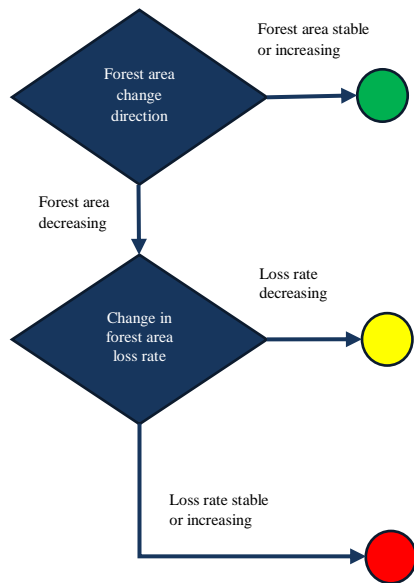 Forest area stable
or increasing
Forest area
change
direction
Forest area
decreasing
Loss rate
decreasing
Change in
forest area
loss rate
Loss rate stable
or increasing